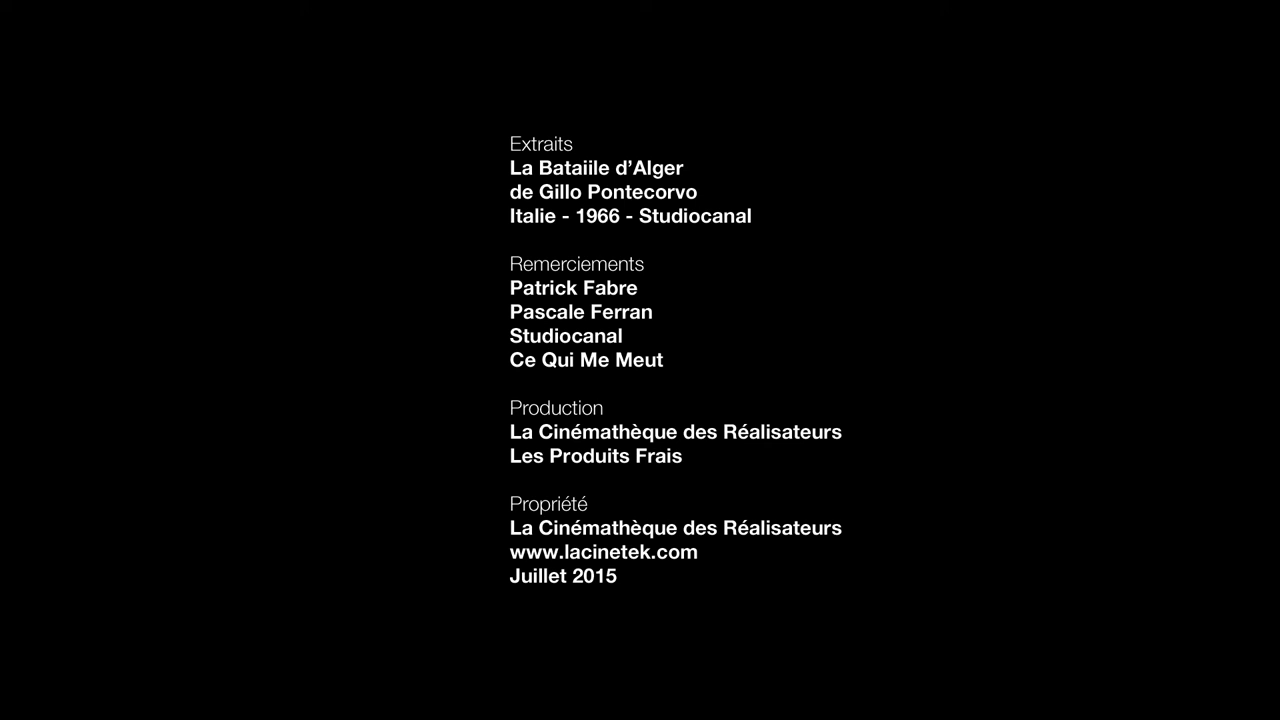 Extraits
La Bataiile d’Alger
de Gillo Pontecorvo
Italie - 1966 - Studiocanal
Remerciements
Patrick Fabre
Pascale Ferran
Studiocanal
Ce Qui Me Meut
Production
La Cinémathèque des Réalisateurs
Les Produits Frais
Propriété
La Cinémathèque des Réalisateurs
www.lacinetek.com
Juillet 2015